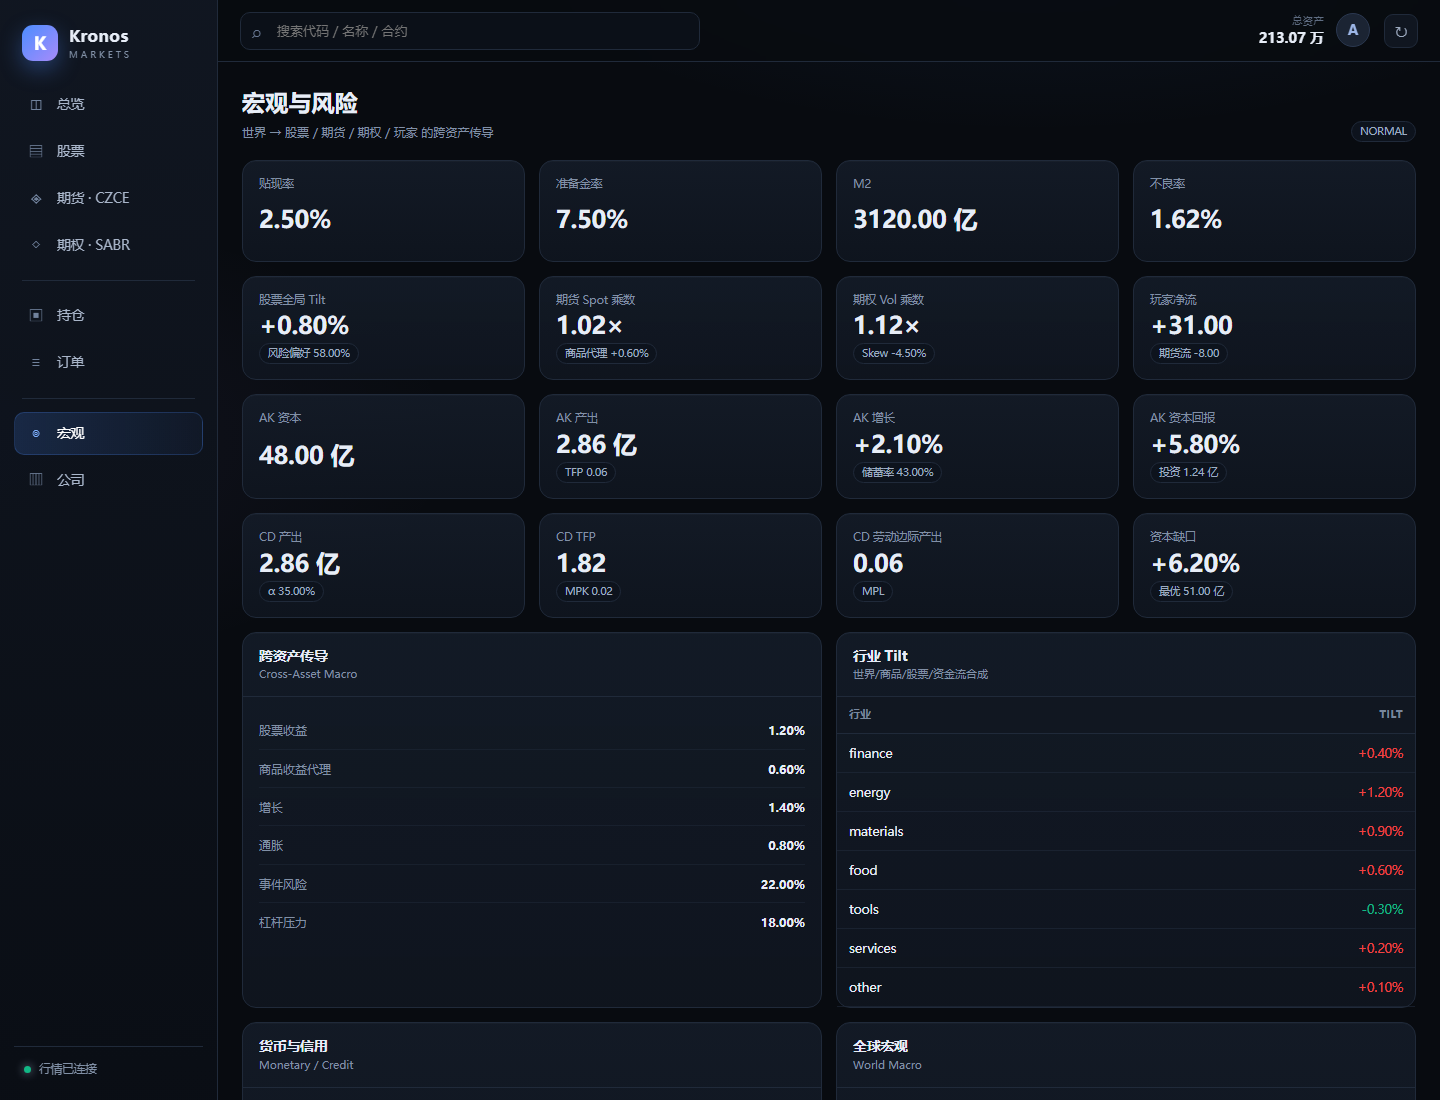 K
Kronos
MARKETS
总览
股票
期货 · CZCE
期权 · SABR
持仓
订单
宏观
公司
行情已连接
搜索代码 / 名称 / 合约
总资产
213.07 万
A
宏观与风险
世界 → 股票 / 期货 / 期权 / 玩家 的跨资产传导
NORMAL
贴现率
2.50%
准备金率
7.50%
M2
3120.00 亿
不良率
1.62%
股票全局 Tilt
+0.80%
风险偏好 58.00%
期货 Spot 乘数
1.02×
商品代理 +0.60%
期权 Vol 乘数
1.12×
Skew -4.50%
玩家净流
+31.00
期货流 -8.00
AK 资本
48.00 亿
AK 产出
2.86 亿
TFP 0.06
AK 增长
+2.10%
储蓄率 43.00%
AK 资本回报
+5.80%
投资 1.24 亿
CD 产出
2.86 亿
α 35.00%
CD TFP
1.82
MPK 0.02
CD 劳动边际产出
0.06
MPL
资本缺口
+6.20%
最优 51.00 亿
跨资产传导
Cross-Asset Macro
股票收益 1.20%
商品收益代理 0.60%
增长 1.40%
通胀 0.80%
事件风险 22.00%
杠杆压力 18.00%
行业 Tilt
世界/商品/股票/资金流合成
行业 TILT
finance +0.40%
energy +1.20%
materials +0.90%
food +0.60%
tools -0.30%
services +0.20%
other +0.10%
货币与信用
Monetary / Credit
全球宏观
World Macro